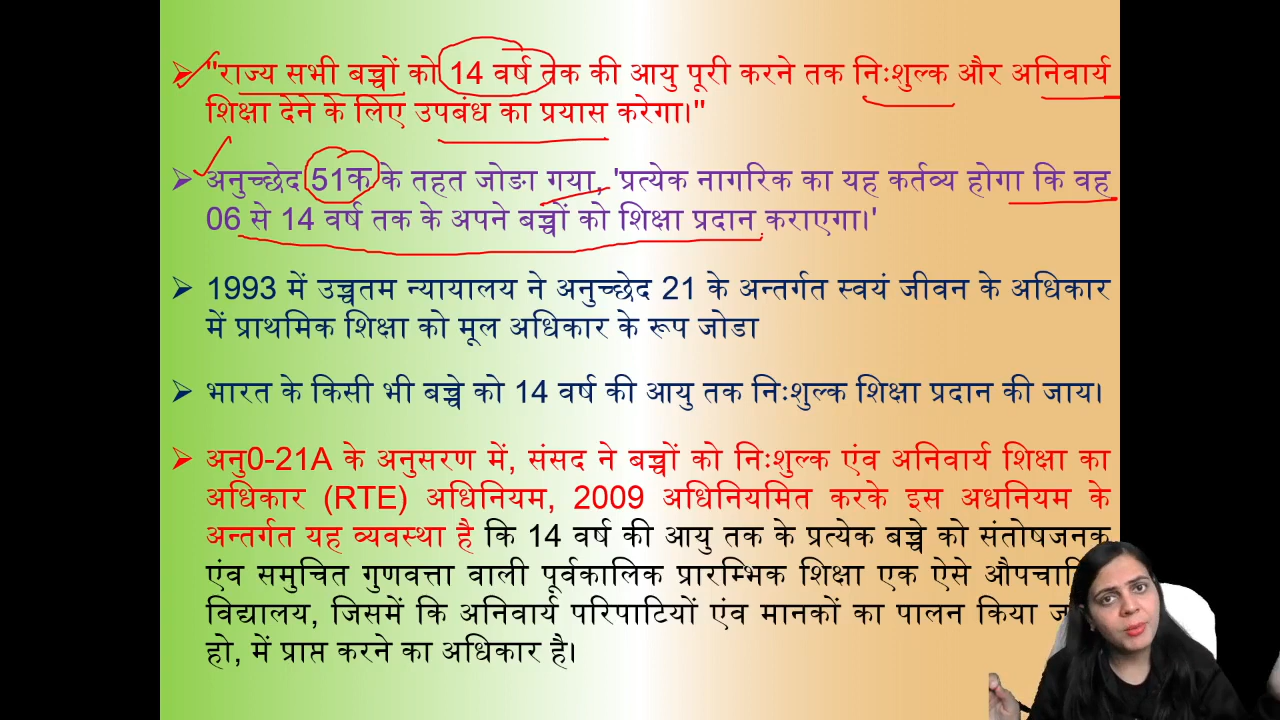 "राज्य सभी बच्चों को 14 वर्ष तक की आयु पूरी करने तक निःशुल्क और अनिवार्य
शिक्षा देने के लिए उपबंध का प्रयास करेगा।"
अनुच्छेद 51क के तहत जोङा गया, 'प्रत्येक नागरिक का यह कर्तव्य होगा कि वह
06 से 14 वर्ष तक के अपने बच्चों को शिक्षा प्रदान कराएगा।'
1993 में उच्चतम न्यायालय ने अनुच्छेद 21 के अन्तर्गत स्वयं जीवन के अधिकार
में प्राथमिक शिक्षा को मूल अधिकार के रूप जोडा
भारत के किसी भी बच्चे को 14 वर्ष की आयु तक निःशुल्क शिक्षा प्रदान की जाय।
अनु0-21A के अनुसरण में, संसद ने बच्चों को निःशुल्क एंव अनिवार्य शिक्षा का
अधिकार (RTE) अधिनियम, 2009 अधिनियमित करके इस अधनियम के
अन्तर्गत यह व्यवस्था है कि 14 वर्ष की आयु तक के प्रत्येक बच्चे को संतोषजनक
एंव समुचित गुणवत्ता वाली पूर्वकालिक प्रारम्भिक शिक्षा एक ऐसे
विद्यालय, जिसमें कि अनिवार्य परिपाटियों एंव मानकों का पालन किया
हो, में प्राप्त करने का अधिकार है।